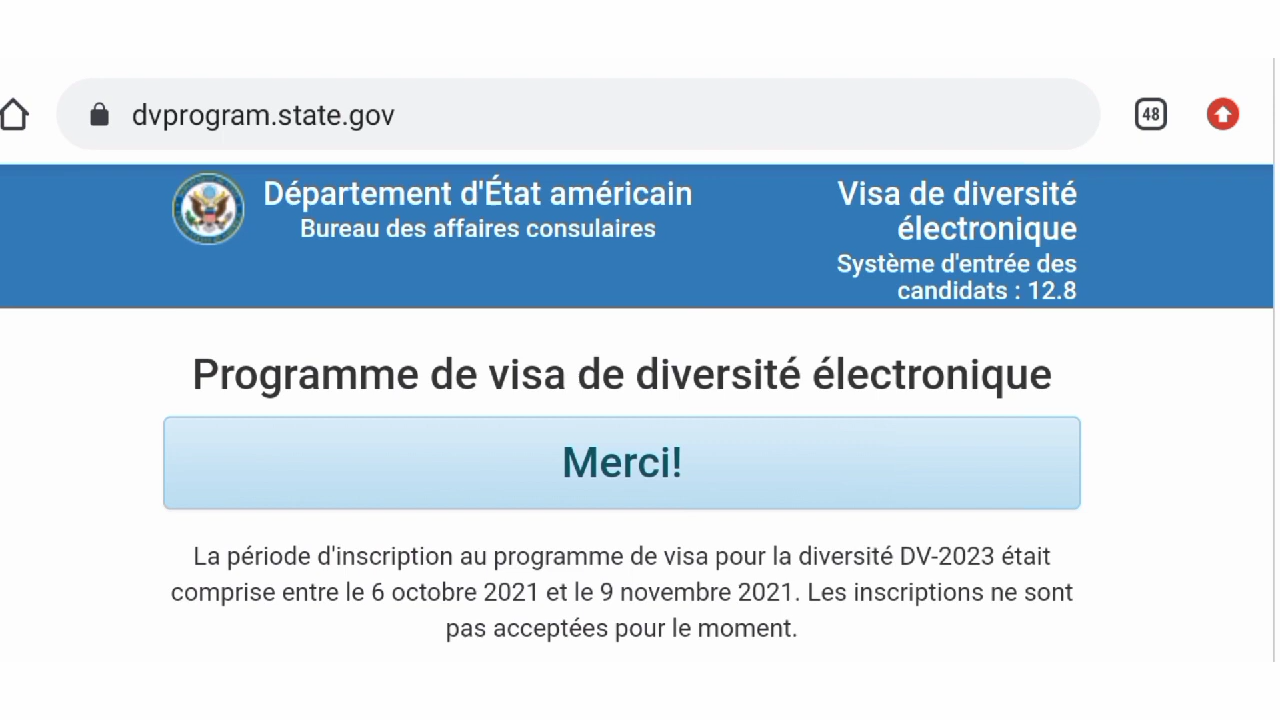 dvprogram.state.gov
48
Département d'État américain
Bureau des affaires consulaires
Visa de diversité
électronique
Système d'entrée des
candidats : 12.8
Programme de visa de diversité électronique
Merci!
La période d'inscription au programme de visa pour la diversité DV-2023 était
comprise entre le 6 octobre 2021 et le 9 novembre 2021. Les inscriptions ne sont
pas acceptées pour le moment.